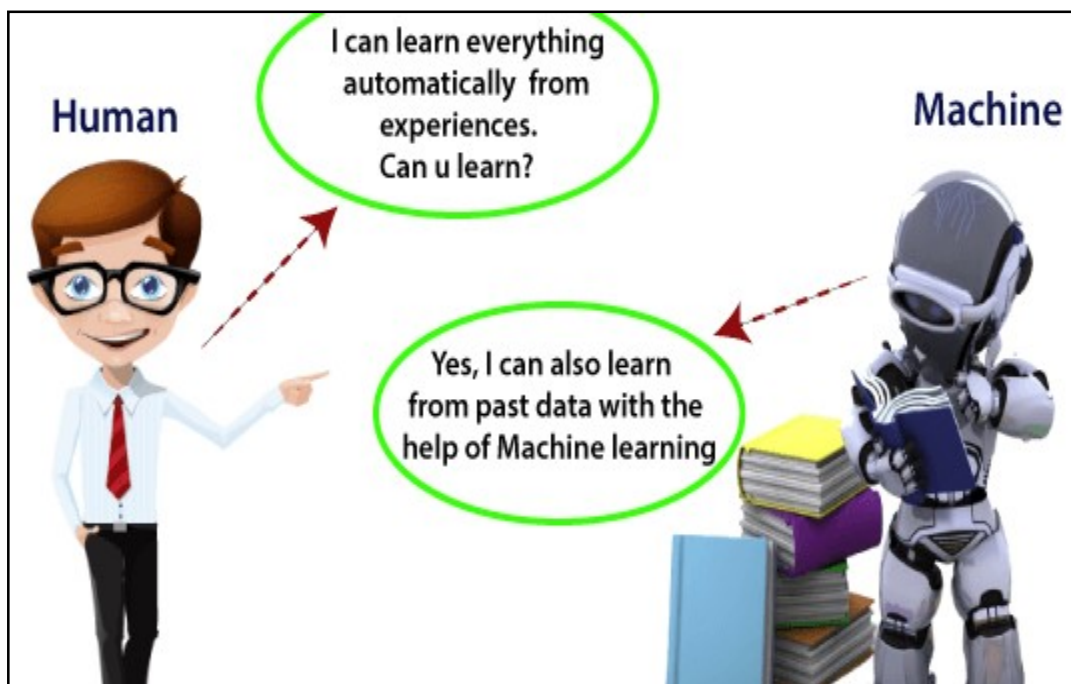 Human
I can learn everything
automatically from
experiences.
Can u learn?
Machine
Yes, I can also learn
from past data with the
help of Machine learning